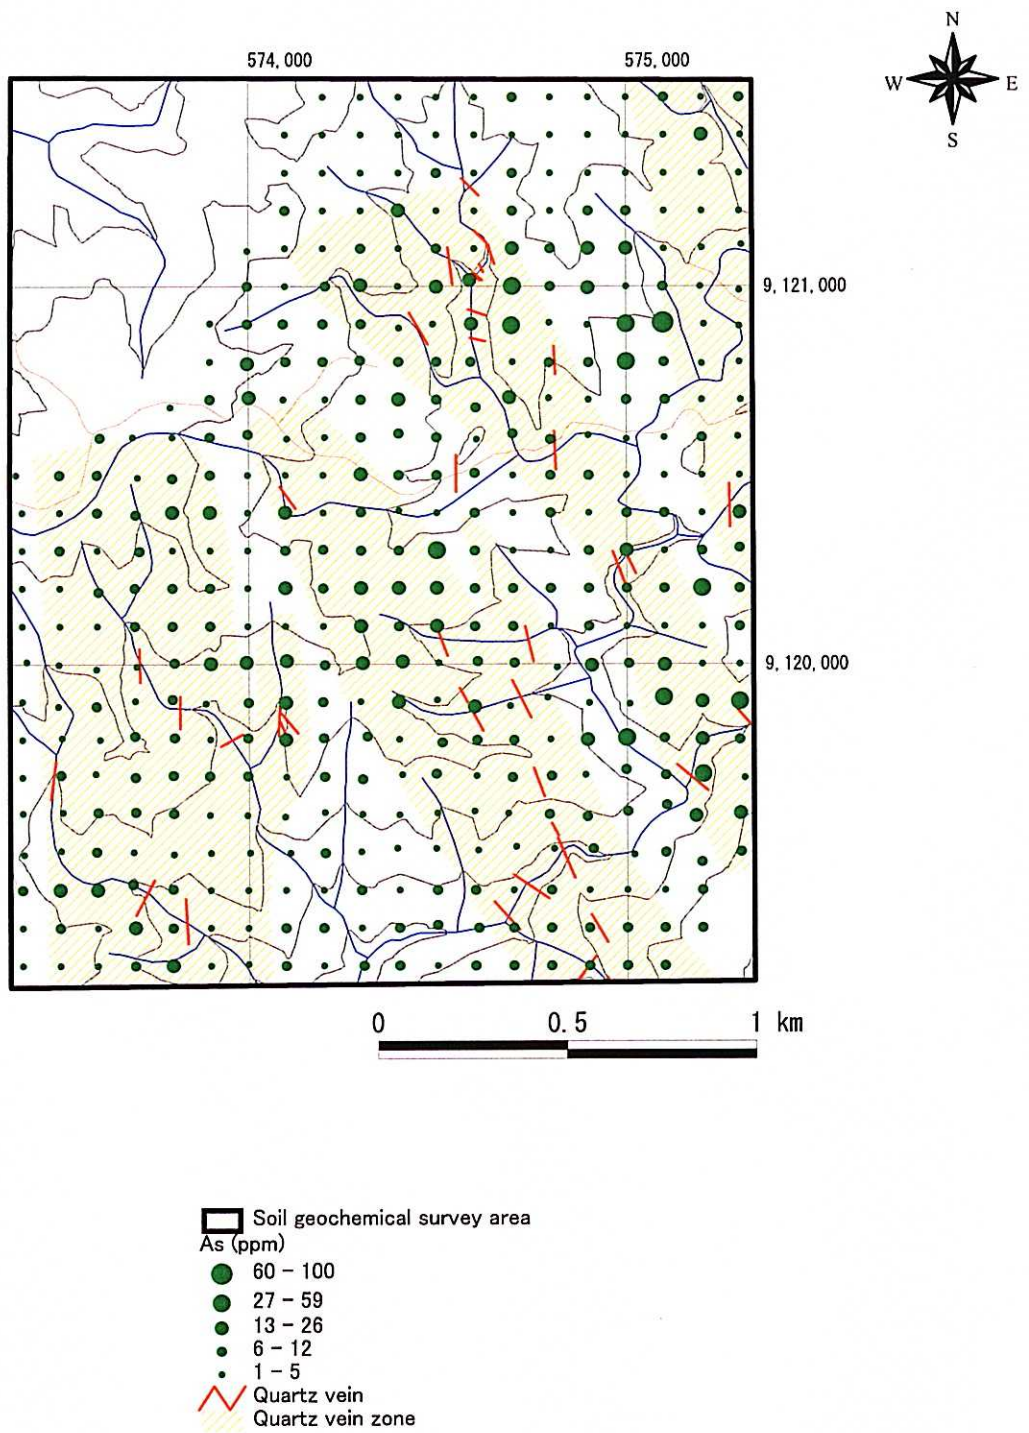 N
574,000 575,000
W E
S
9,121,000
9,120,000
0 0.5 1 km
Soil geochemical survey area
As (ppm)
60 - 100
27 - 59
13 - 26
6 - 12
1 - 5
Quartz vein
Quartz vein zone